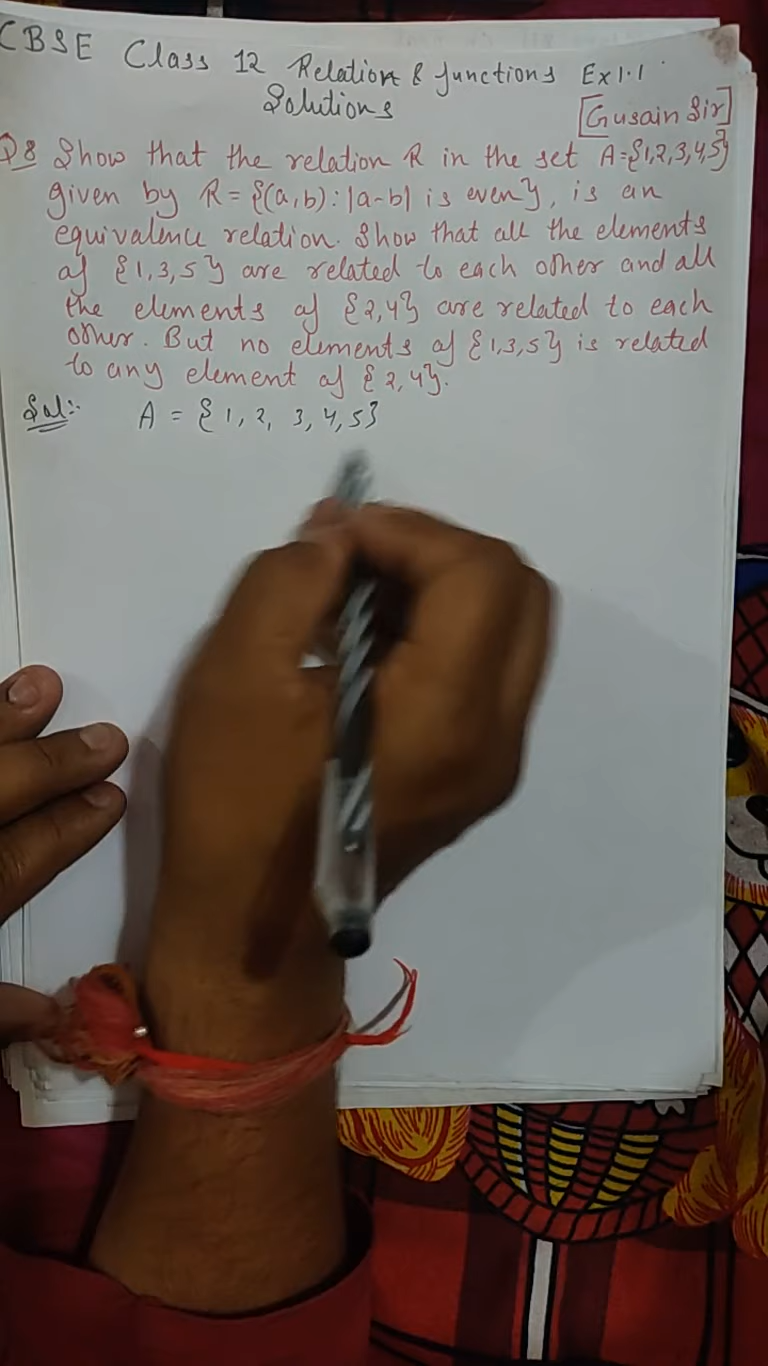 CBSE Class 12 Relation & functions Ex 1.1
Solutions
[Gusain Sir]
Q8 Show that the relation R in the set A={1,2,3,4,5}
given by R = {(a,b) : |a-b| is even}, is an
equivalence relation. Show that all the elements
of {1,3,5} are related to each other and all
the elements of {2,4} are related to each
other. But no elements of {1,3,5} is related
to any element of {2,4}.
Sol:- A = {1, 2, 3, 4, 5}